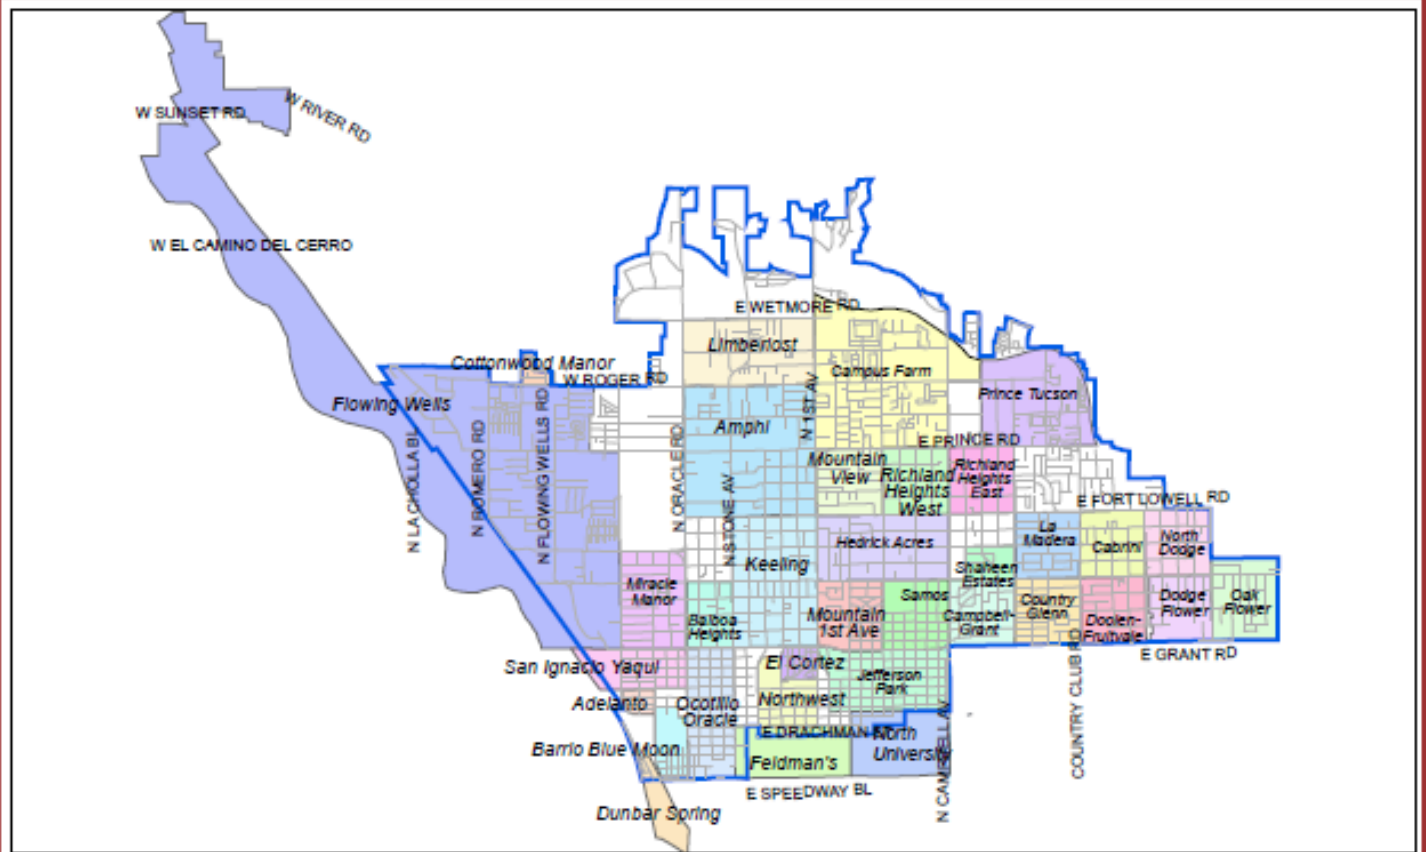 W SUNSET RD
W RIVER RD
W EL CAMINO DEL CERRO
E WETMORE RD
Limberlost
Cottonwood Manor
W ROGER RD
Campus Farm
Flowing Wells
Prince Tucson
N 1ST AV
Amphi
E PRINCE RD
N LA CHOLLA BL
N ROMERO RD
N FLOWING WELLS RD
N ORACLE RD
N STONE AV
Mountain
View
Richland
Heights
West
Richland
Heights
East
E FORT LOWELL RD
Hedrick Acres
La
Madera
Cabrini
North
Dodge
Keeling
Shaheen
Estates
Miracle
Manor
Balboa
Heights
Mountain
1st Ave
Samos
Campbell-
Grant
Country
Glenn
Doolen-
Fruitvale
Dodge
Flower
Oak
Flower
E GRANT RD
San Ignacio Yaqui
El Cortez
Jefferson
Park
Adelanto
Ocotillo
Oracle
Northwest
COUNTRY CLUB RD
E DRACHMAN ST
North
University
N CAMPBELL AV
Barrio Blue Moon
Feldman's
E SPEEDWAY BL
Dunbar Spring